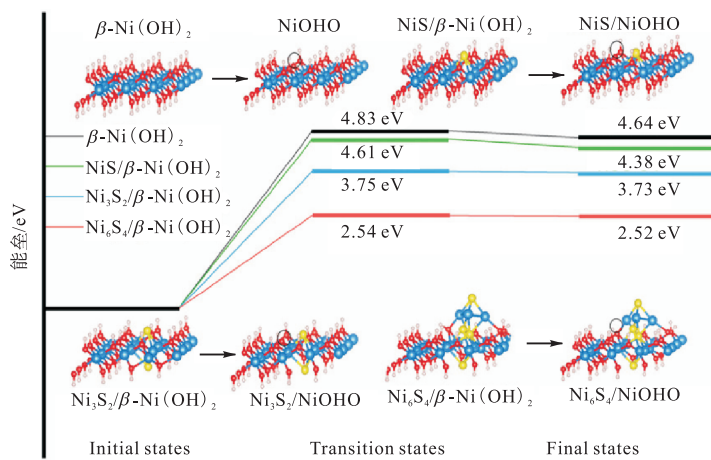 β-Ni(OH)₂ NiOHO NiS/β-Ni(OH)₂ NiS/NiOHO
β-Ni(OH)₂
NiS/β-Ni(OH)₂
Ni₃S₂/β-Ni(OH)₂
Ni₆S₄/β-Ni(OH)₂
4.83 eV 4.64 eV
4.61 eV 4.38 eV
3.75 eV 3.73 eV
2.54 eV 2.52 eV
能垒/eV
Ni₃S₂/β-Ni(OH)₂ Ni₃S₂/NiOHO Ni₆S₄/β-Ni(OH)₂ Ni₆S₄/NiOHO
Initial states Transition states Final states